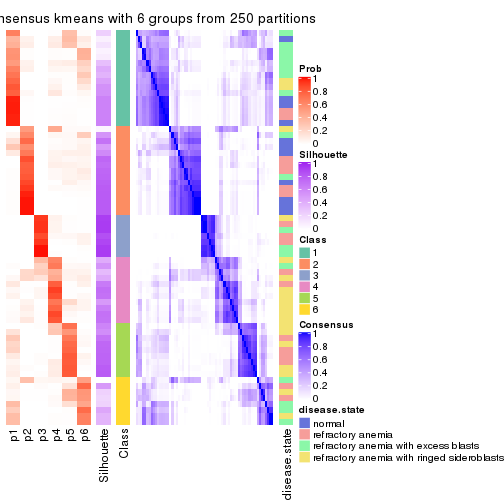 nsensus kmeans with 6 groups from 250 partitions
Prob
1
0.8
0.6
0.4
0.2
0
Silhouette
1
0.8
0.6
0.4
0.2
0
Class
1
2
3
4
5
6
Consensus
1
0.8
0.6
0.4
0.2
0
disease.state
normal
refractory anemia
refractory anemia with excess blasts
refractory anemia with ringed sideroblasts
p1
p2
p3
p4
p5
p6
Silhouette
Class
disease.state